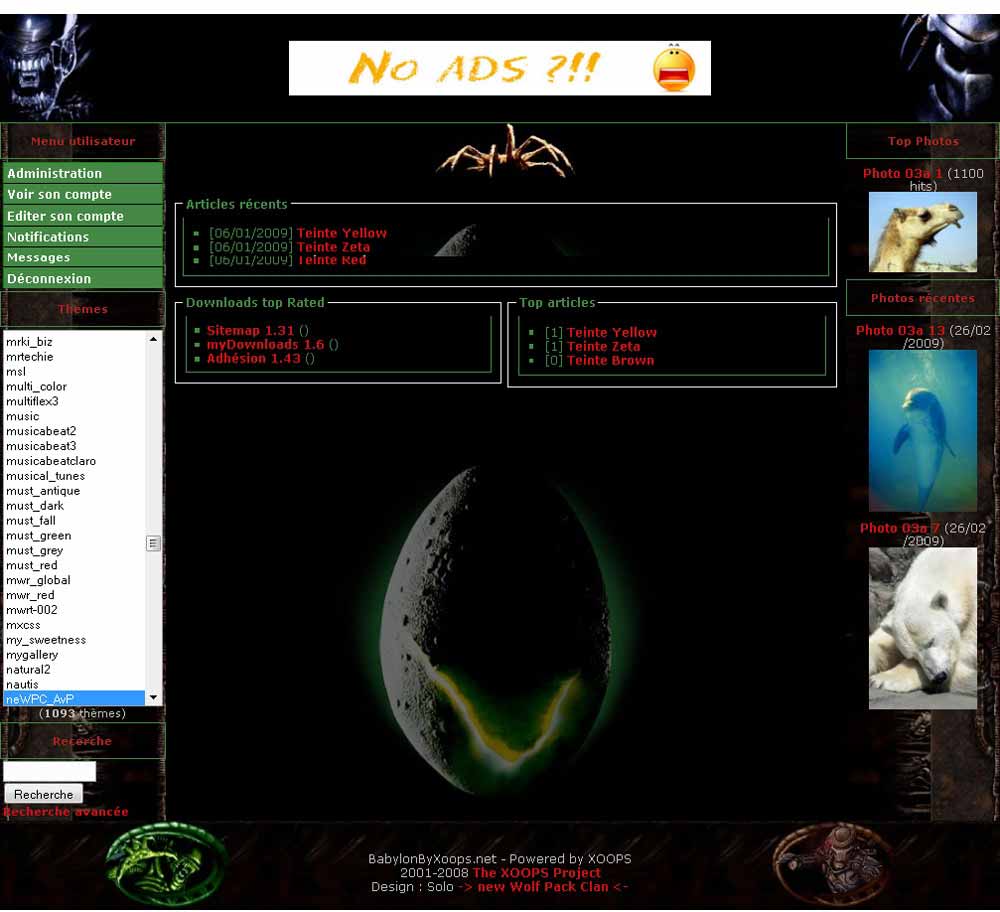 No ADS ?!!
Menu utilisateur
Administration
Voir son compte
Editer son compte
Notifications
Messages
Déconnexion
Thèmes
mrki_biz
mrtechie
msl
multi_color
multiflex3
music
musicabeat2
musicabeat3
musicabeatclaro
musical_tunes
must_antique
must_dark
must_fall
must_green
must_grey
must_red
mwr_global
mwr_red
mwrt-002
mxcss
my_sweetness
mygallery
natural2
nautis
neWPC_AvP
(1093 thèmes)
Recerche
Recherche
Recherche avancée
Articles récents
[06/01/2009] Teinte Yellow
[06/01/2009] Teinte Zeta
[06/01/2009] Teinte Red
Downloads top Rated
Sitemap 1.31 ()
myDownloads 1.6 ()
Adhésion 1.43 ()
Top articles
[1] Teinte Yellow
[1] Teinte Zeta
[0] Teinte Brown
Top Photos
Photo 03a 1 (1100
hits)
Photos récentes
Photo 03a 13 (26/02
/2009)
Photo 03a 7 (26/02
/2009)
BabylonByXoops.net - Powered by XOOPS
2001-2008 The XOOPS Project
Design : Solo -> new Wolf Pack Clan <-